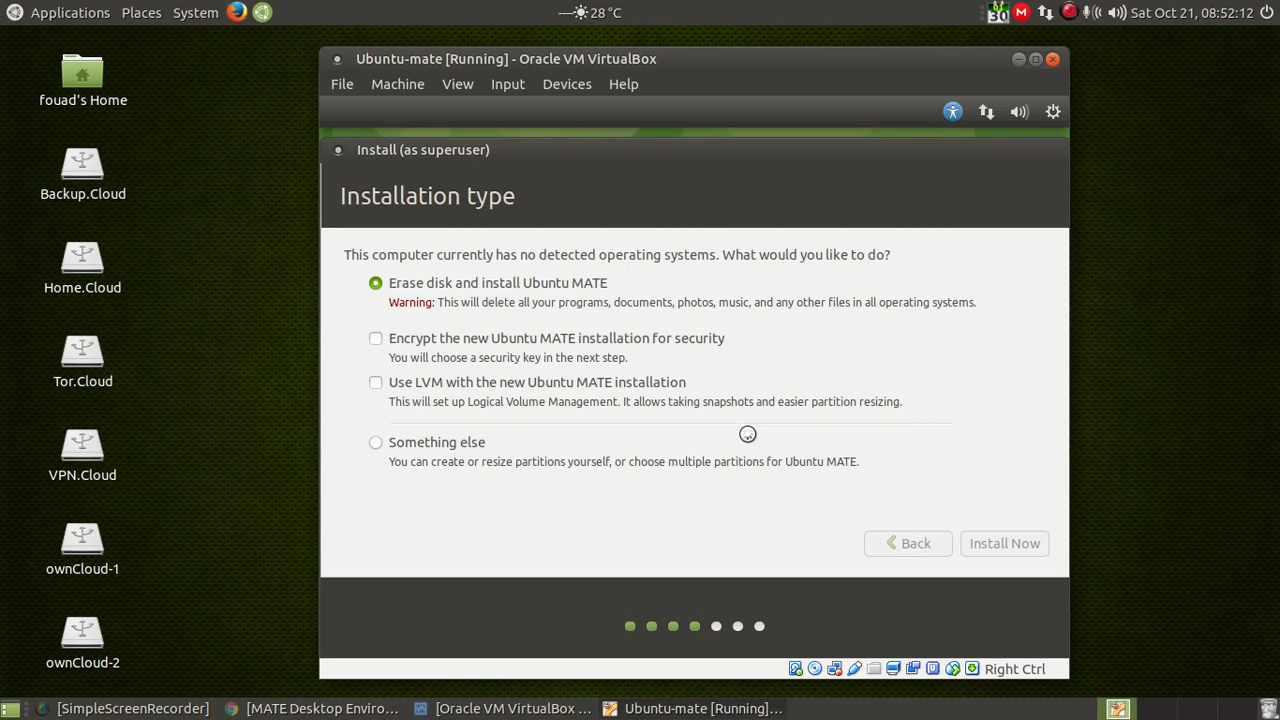 Applications Places System
28 °C
30
M
Sat Oct 21, 08:52:12
fouad's Home
Backup.Cloud
Home.Cloud
Tor.Cloud
VPN.Cloud
ownCloud-1
ownCloud-2
Ubuntu-mate [Running] - Oracle VM VirtualBox
File Machine View Input Devices Help
Install (as superuser)
Installation type
This computer currently has no detected operating systems. What would you like to do?
Erase disk and install Ubuntu MATE
Warning: This will delete all your programs, documents, photos, music, and any other files in all operating systems.
Encrypt the new Ubuntu MATE installation for security
You will choose a security key in the next step.
Use LVM with the new Ubuntu MATE installation
This will set up Logical Volume Management. It allows taking snapshots and easier partition resizing.
Something else
You can create or resize partitions yourself, or choose multiple partitions for Ubuntu MATE.
Back Install Now
Right Ctrl
[SimpleScreenRecorder] [MATE Desktop Enviro... [Oracle VM VirtualBox ... Ubuntu-mate [Running]...